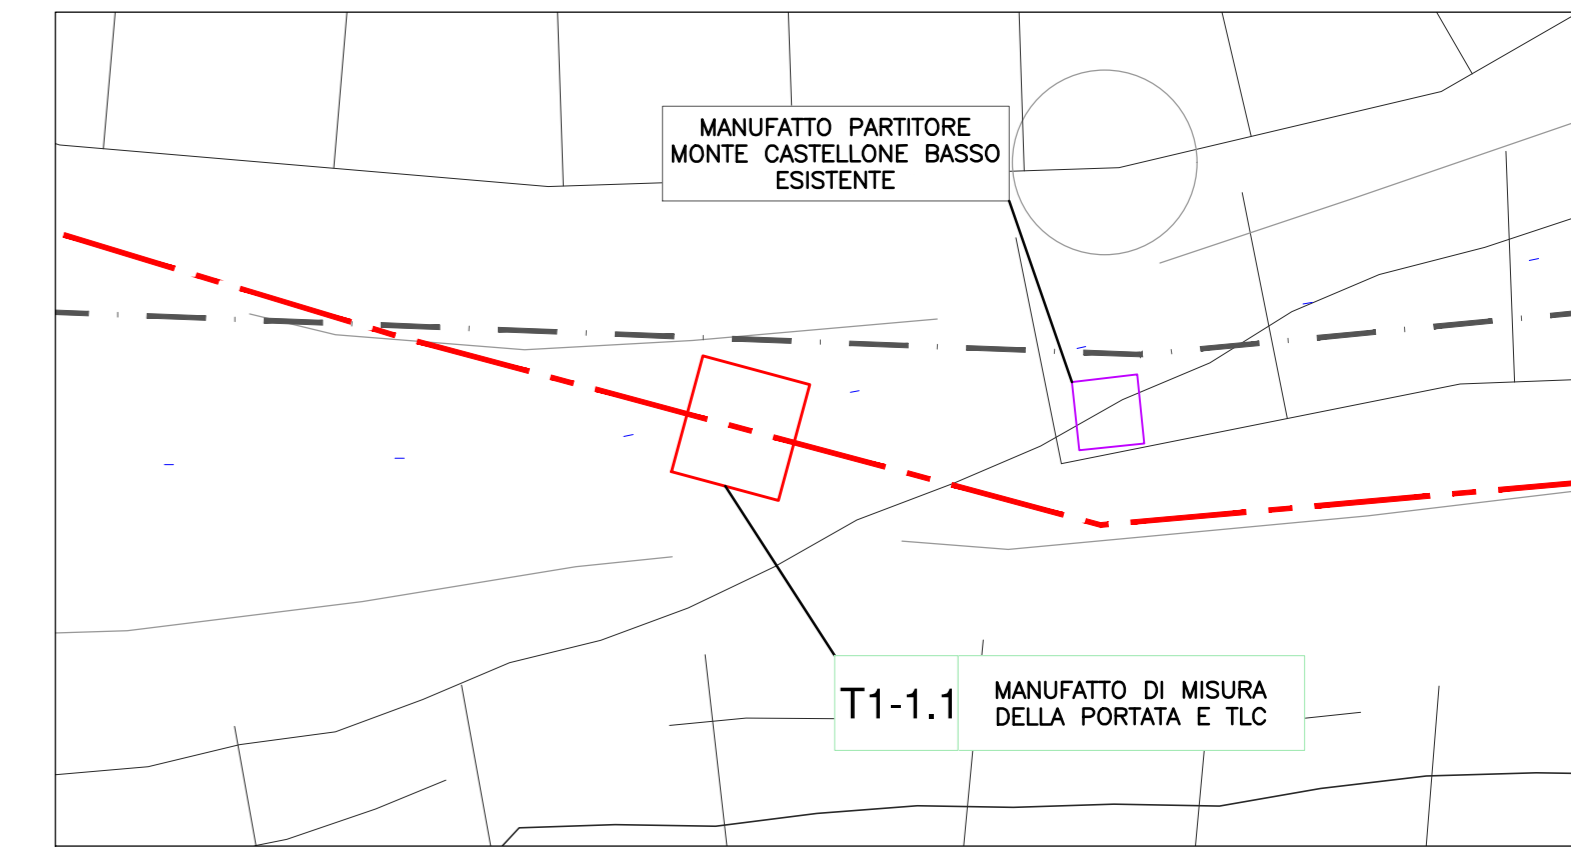 MANUFATTO PARTITORE
MONTE CASTELLONE BASSO
ESISTENTE
T1-1.1
MANUFATTO DI MISURA
DELLA PORTATA E TLC